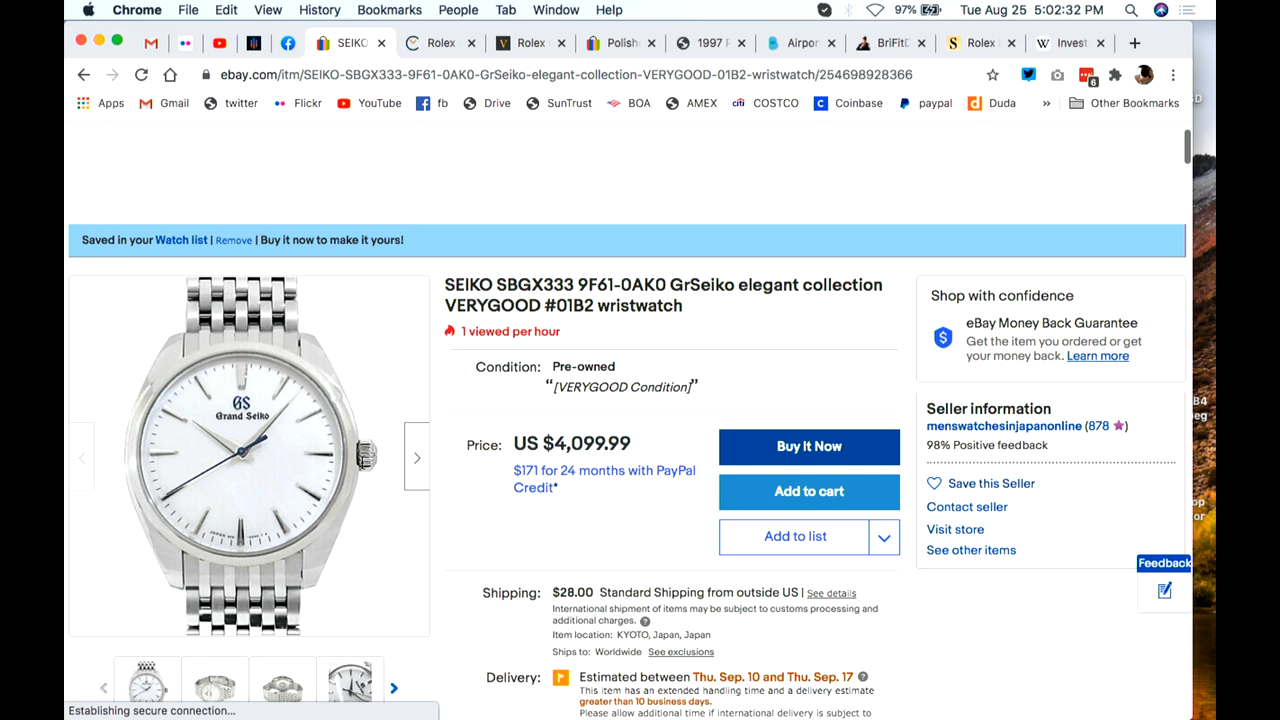 Chrome File Edit View History Bookmarks People Tab Window Help 97% Tue Aug 25 5:02:32 PM
SEIKO Rolex Rolex Polish 1997 Airpor BriFit Rolex Invest
ebay.com/itm/SEIKO-SBGX333-9F61-0AK0-GrSeiko-elegant-collection-VERYGOOD-01B2-wristwatch/254698928366 6
Apps Gmail twitter Flickr YouTube fb Drive SunTrust BOA AMEX citi COSTCO Coinbase paypal Duda » Other Bookmarks
Saved in your Watch list | Remove | Buy it now to make it yours!
SEIKO SBGX333 9F61-0AK0 GrSeiko elegant collection
VERYGOOD #01B2 wristwatch
1 viewed per hour
Condition: Pre-owned
“[VERYGOOD Condition]”
Price: US $4,099.99
$171 for 24 months with PayPal
Credit*
Buy It Now
Add to cart
Add to list
GS
Grand Seiko
Shipping: $28.00 Standard Shipping from outside US | See details
International shipment of items may be subject to customs processing and
additional charges.
Item location: KYOTO, Japan, Japan
Ships to: Worldwide See exclusions
Delivery: Estimated between Thu. Sep. 10 and Thu. Sep. 17
This item has an extended handling time and a delivery estimate
greater than 10 business days.
Please allow additional time if international delivery is subject to
Shop with confidence
eBay Money Back Guarantee
Get the item you ordered or get
your money back. Learn more
Seller information
menswatchesinjapanonline (878)
98% Positive feedback
Save this Seller
Contact seller
Visit store
See other items
Feedback
Establishing secure connection...